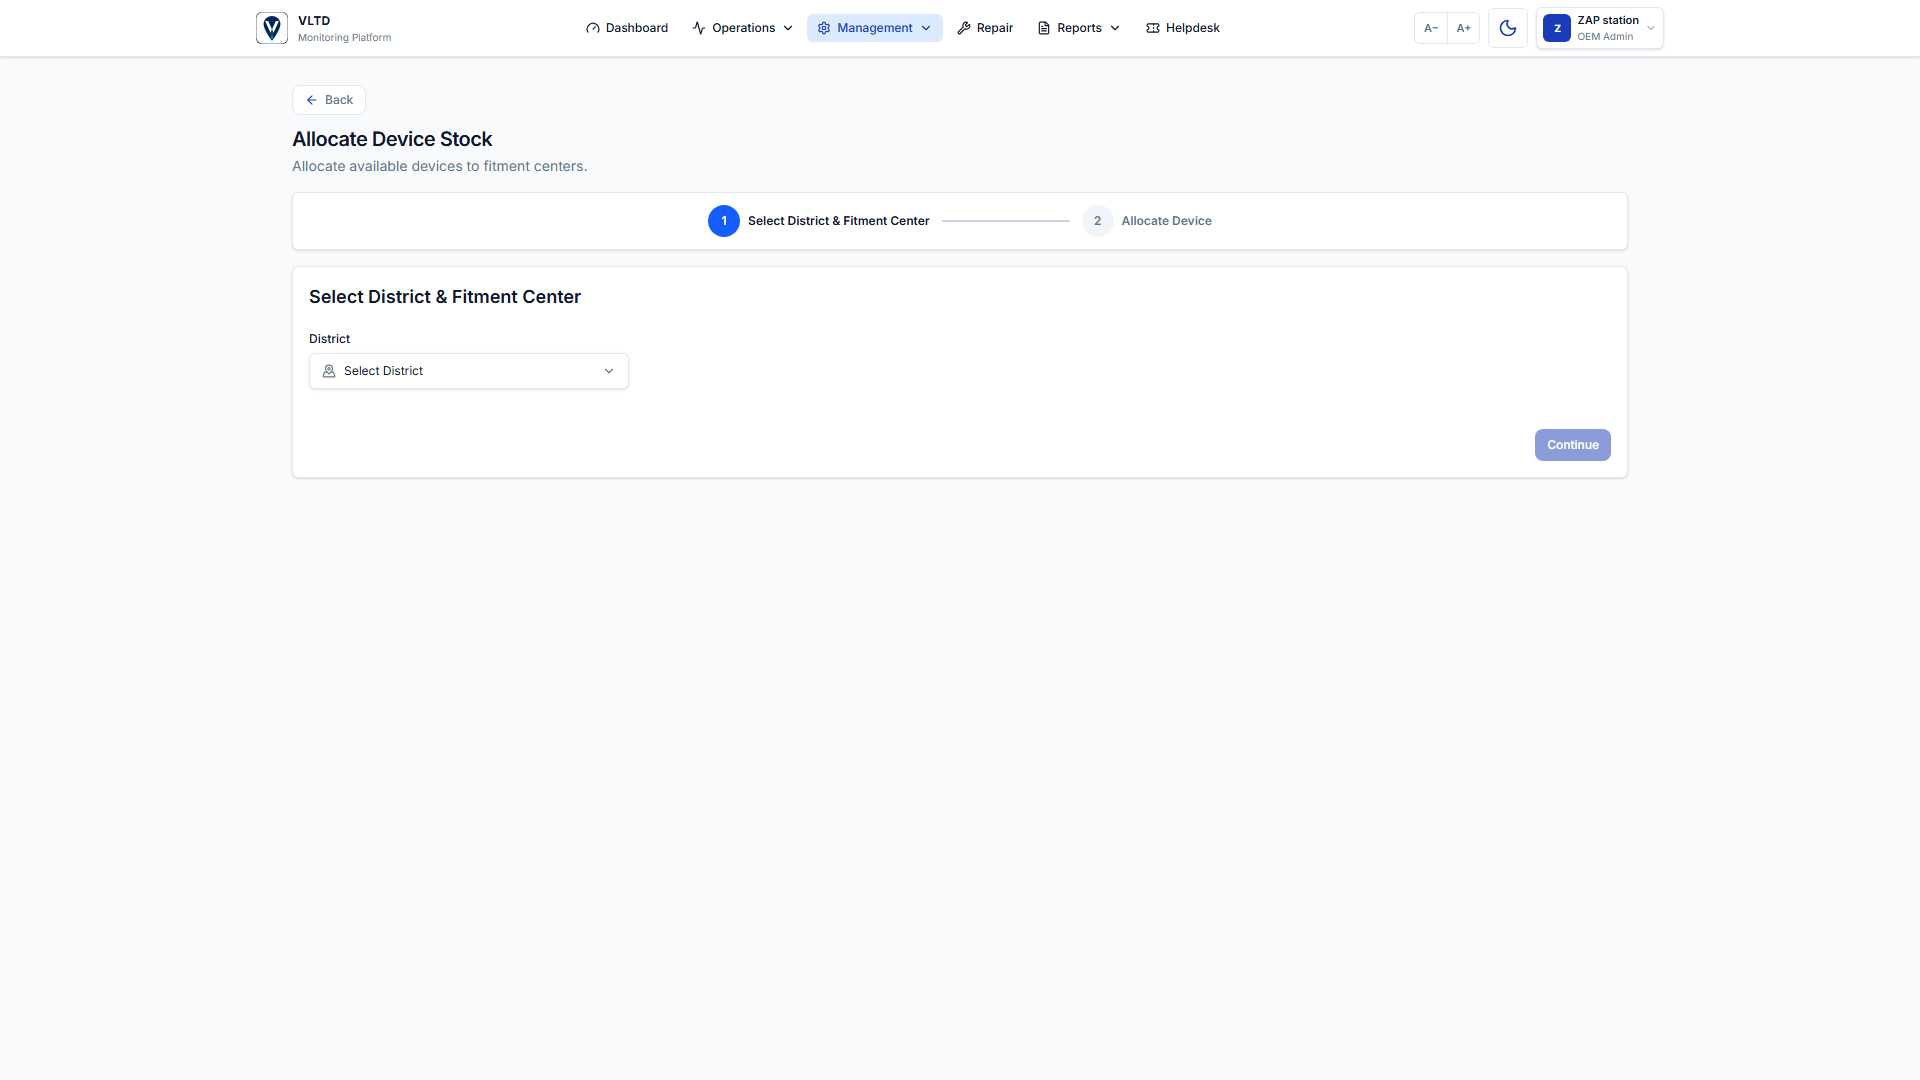 VLTD
Monitoring Platform
Dashboard
Operations
Management
Repair
Reports
Helpdesk
A−
A+
Z
ZAP station
OEM Admin
Back
Allocate Device Stock
Allocate available devices to fitment centers.
1 Select District & Fitment Center
2 Allocate Device
Select District & Fitment Center
District
Select District
Continue